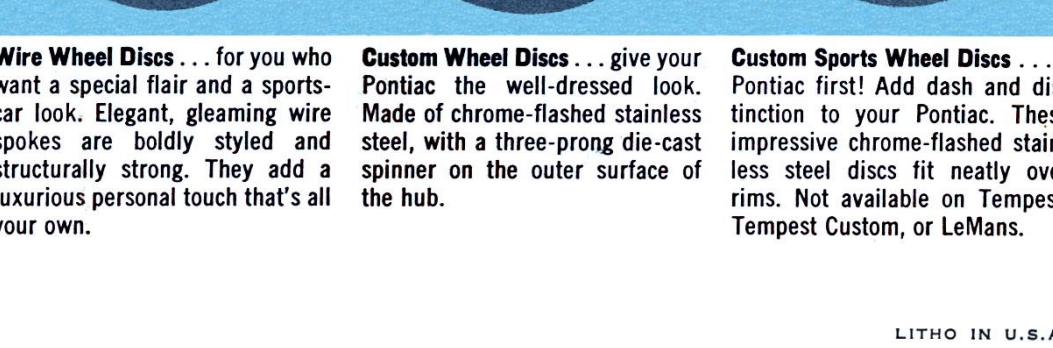 Wire Wheel Discs . . . for you who
want a special flair and a sports-
car look. Elegant, gleaming wire
spokes are boldly styled and
structurally strong. They add a
luxurious personal touch that's all
your own.
Custom Wheel Discs . . . give your
Pontiac the well-dressed look.
Made of chrome-flashed stainless
steel, with a three-prong die-cast
spinner on the outer surface of
the hub.
Custom Sports Wheel Discs . . .
Pontiac first! Add dash and dis
tinction to your Pontiac. Thes
impressive chrome-flashed stain
less steel discs fit neatly ove
rims. Not available on Tempes
Tempest Custom, or LeMans.
LITHO IN U.S.A